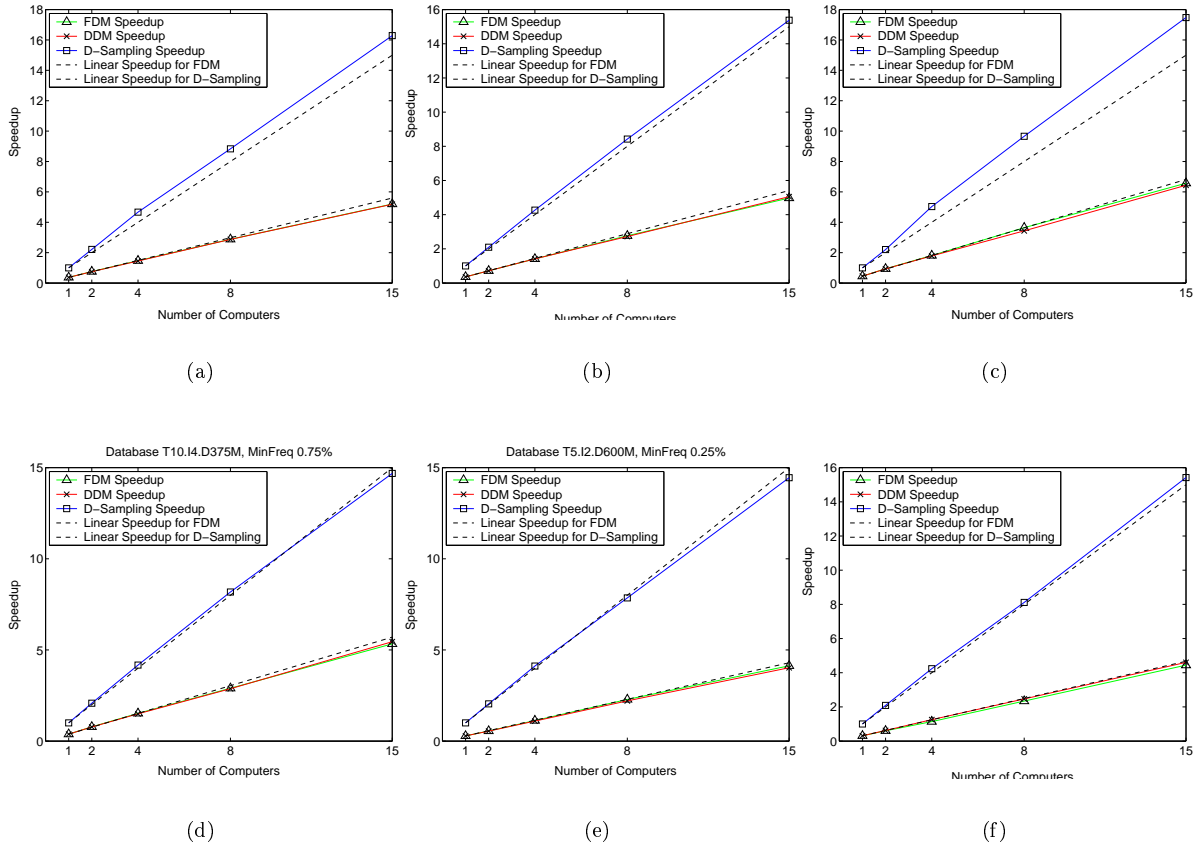 18
16
14
12
10
8
6
4
2
0
Speedup
FDM Speedup
DDM Speedup
D−Sampling Speedup
Linear Speedup for FDM
Linear Speedup for D−Sampling
1 2 4 8 15
Number of Computers
(a)
16
14
12
10
8
6
4
2
0
Speedup
FDM Speedup
DDM Speedup
D−Sampling Speedup
Linear Speedup for FDM
Linear Speedup for D−Sampling
1 2 4 8 15
Number of Computers
(b)
18
16
14
12
10
8
6
4
2
0
Speedup
FDM Speedup
DDM Speedup
D−Sampling Speedup
Linear Speedup for FDM
Linear Speedup for D−Sampling
1 2 4 8 15
Number of Computers
(c)
Database T10.I4.D375M, MinFreq 0.75%
15
10
5
0
Speedup
FDM Speedup
DDM Speedup
D−Sampling Speedup
Linear Speedup for FDM
Linear Speedup for D−Sampling
1 2 4 8 15
Number of Computers
(d)
Database T5.I2.D600M, MinFreq 0.25%
15
10
5
0
Speedup
FDM Speedup
DDM Speedup
D−Sampling Speedup
Linear Speedup for FDM
Linear Speedup for D−Sampling
1 2 4 8 15
Number of Computers
(e)
16
14
12
10
8
6
4
2
0
Speedup
FDM Speedup
DDM Speedup
D−Sampling Speedup
Linear Speedup for FDM
Linear Speedup for D−Sampling
1 2 4 8 15
Number of Computers
(f)